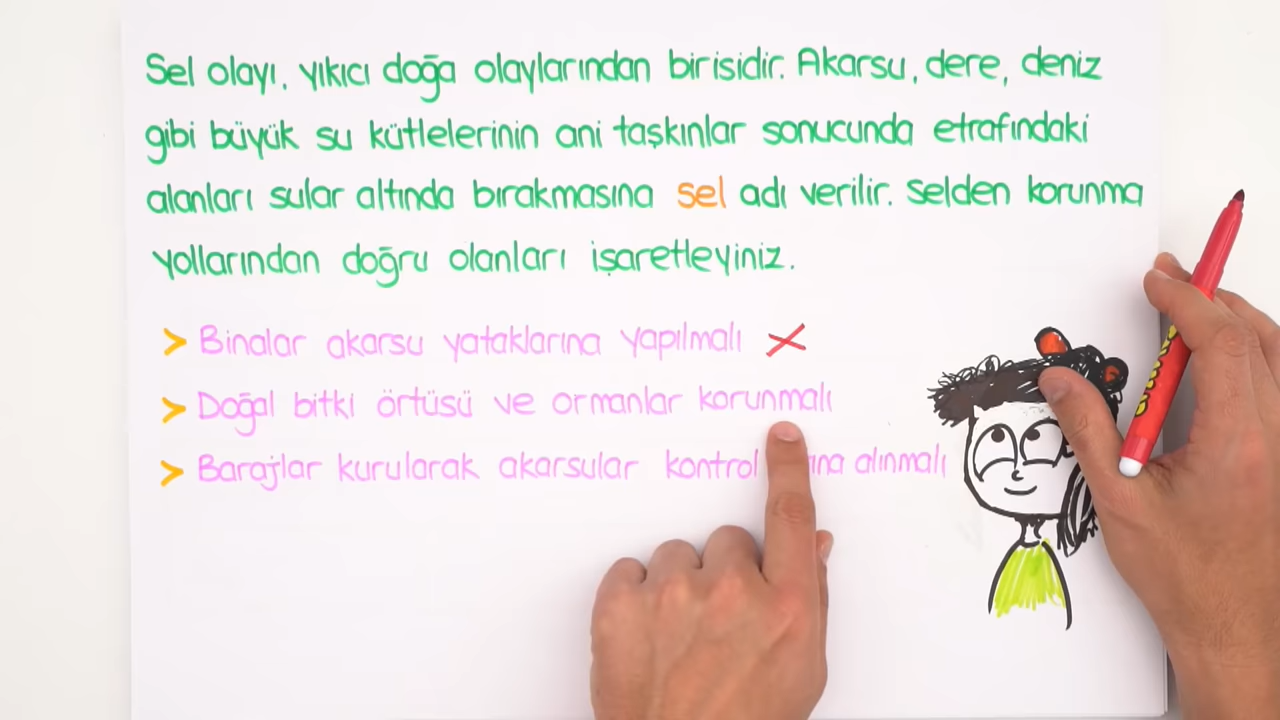 Sel olayı, yıkıcı doğa olaylarından birisidir. Akarsu, dere, deniz
gibi büyük su kütlelerinin ani taşkınlar sonucunda etrafındaki
alanları sular altında bırakmasına sel adı verilir. Selden korunma
yollarından doğru olanları işaretleyiniz.
> Binalar akarsu yataklarına yapılmalı X
> Doğal bitki örtüsü ve ormanlar korunmalı
> Barajlar kurularak akarsular kontrol alınmalı